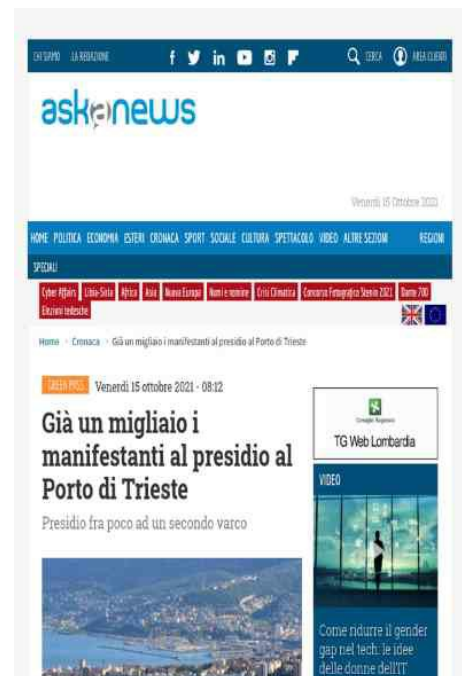 CHI SIAMO LA REDAZIONE
CERCA AREA CLIENTI
askanews
Venerdì 15 Ottobre 2021
HOME POLITICA ECONOMIA ESTERI CRONACA SPORT SOCIALE CULTURA SPETTACOLO VIDEO ALTRE SEZIONI REGIONI
SPECIALI
Cyber Affairs Libia-Siria Africa Asia Nuova Europa Nomi e nomine Crisi Climatica Concorso Fotografico Stenin 2021 Dante 700
Elezioni tedesche
Home Cronaca Già un migliaio i manifestanti al presidio al Porto di Trieste
GREEN PASS Venerdì 15 ottobre 2021 - 08:12
Già un migliaio i
manifestanti al presidio al
Porto di Trieste
Presidio fra poco ad un secondo varco
Consiglio Regionale
TG Web Lombardia
VIDEO
Come ridurre il gender
gap nel tech: le idee
delle donne dell'IT